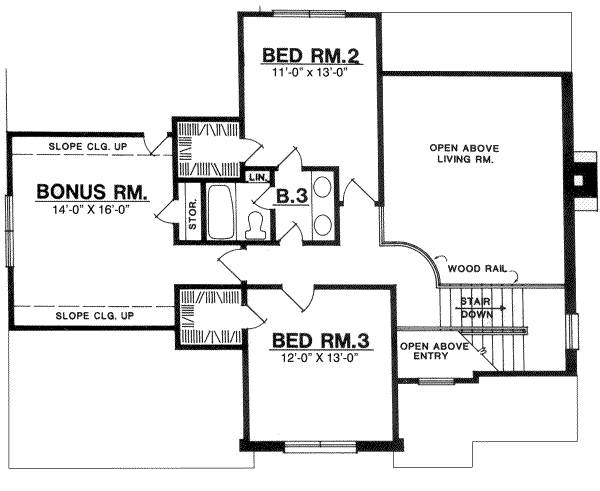 BED RM.2
11'-0" x 13'-0"
SLOPE CLG. UP
OPEN ABOVE
LIVING RM.
BONUS RM.
14'-0" X 16'-0"
STOR.
LIN.
B.3
WOOD RAIL
STAIR
DOWN
SLOPE CLG. UP
BED RM.3
12'-0" X 13'-0"
OPEN ABOVE
ENTRY